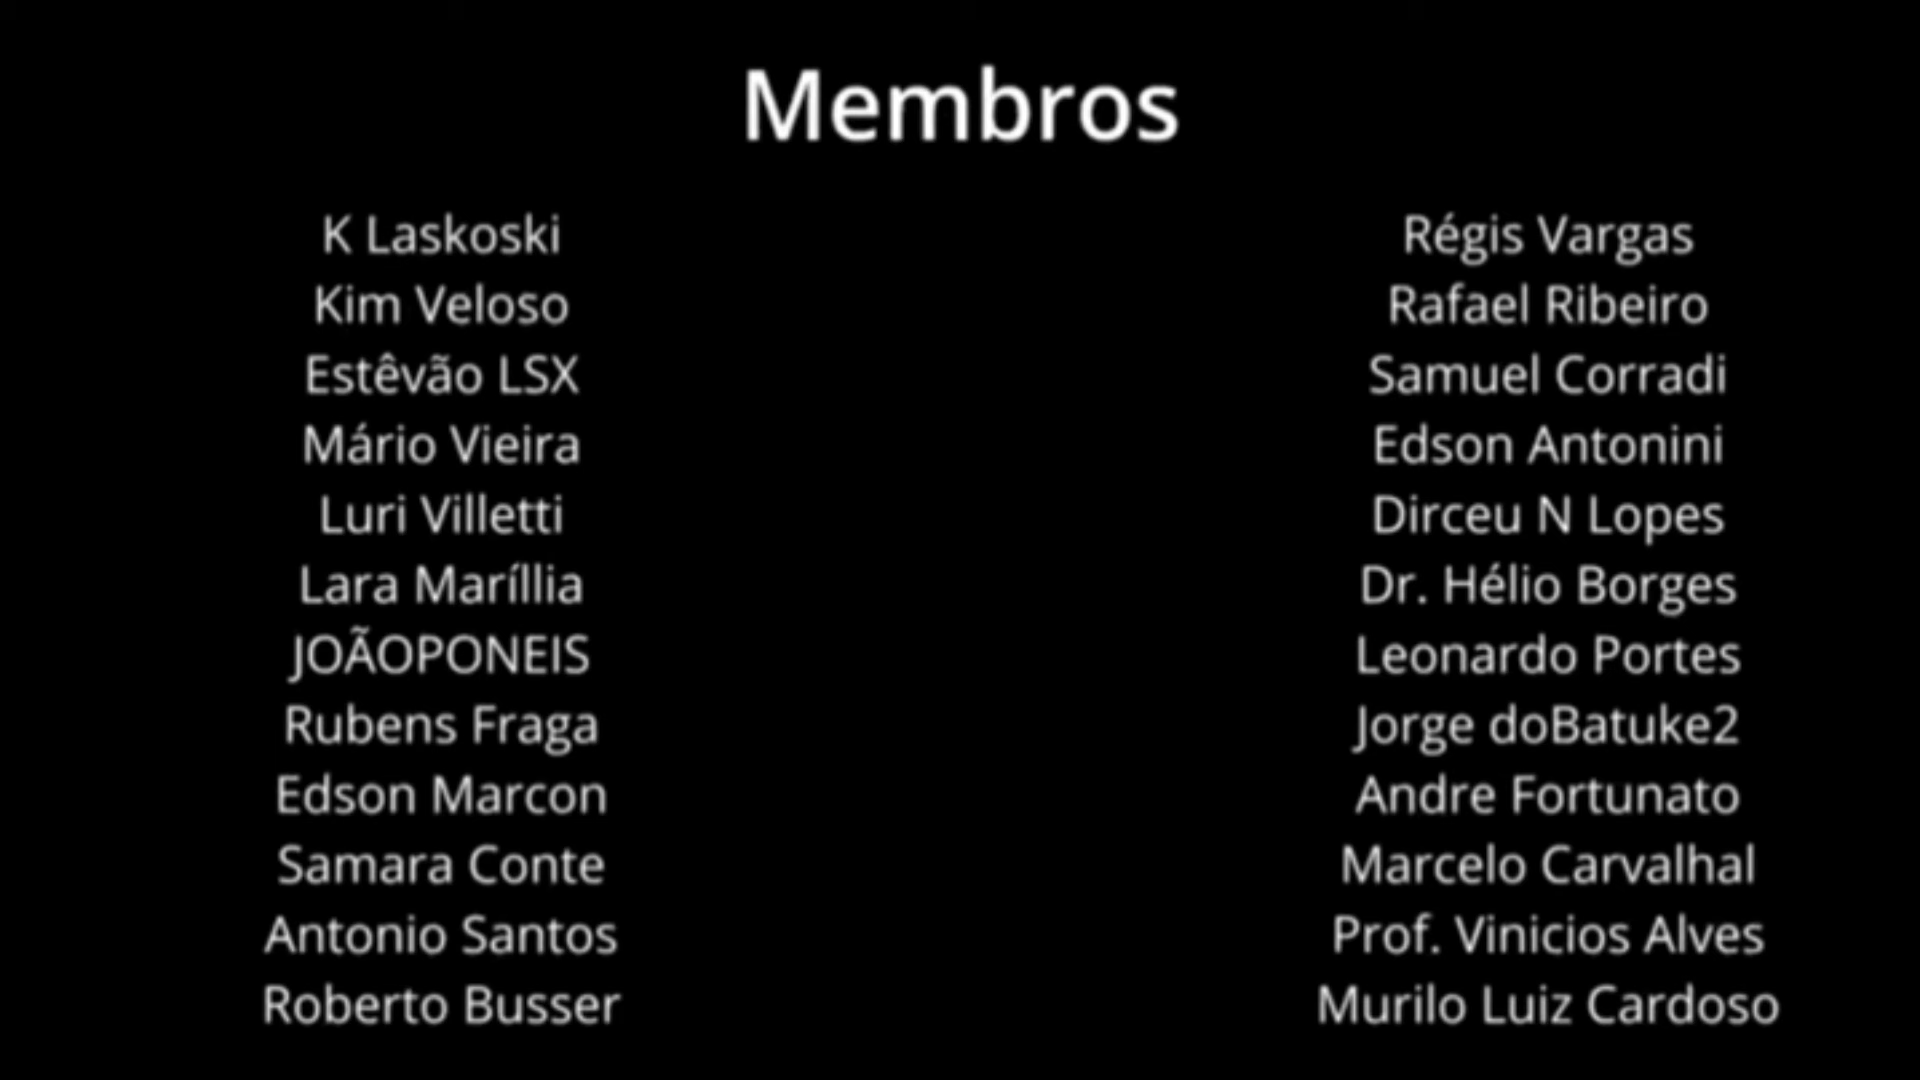 Membros
K Laskoski
Kim Veloso
Estêvão LSX
Mário Vieira
Luri Villetti
Lara Maríllia
JOÃOPONEIS
Rubens Fraga
Edson Marcon
Samara Conte
Antonio Santos
Roberto Busser
Régis Vargas
Rafael Ribeiro
Samuel Corradi
Edson Antonini
Dirceu N Lopes
Dr. Hélio Borges
Leonardo Portes
Jorge doBatuke2
Andre Fortunato
Marcelo Carvalhal
Prof. Vinicios Alves
Murilo Luiz Cardoso